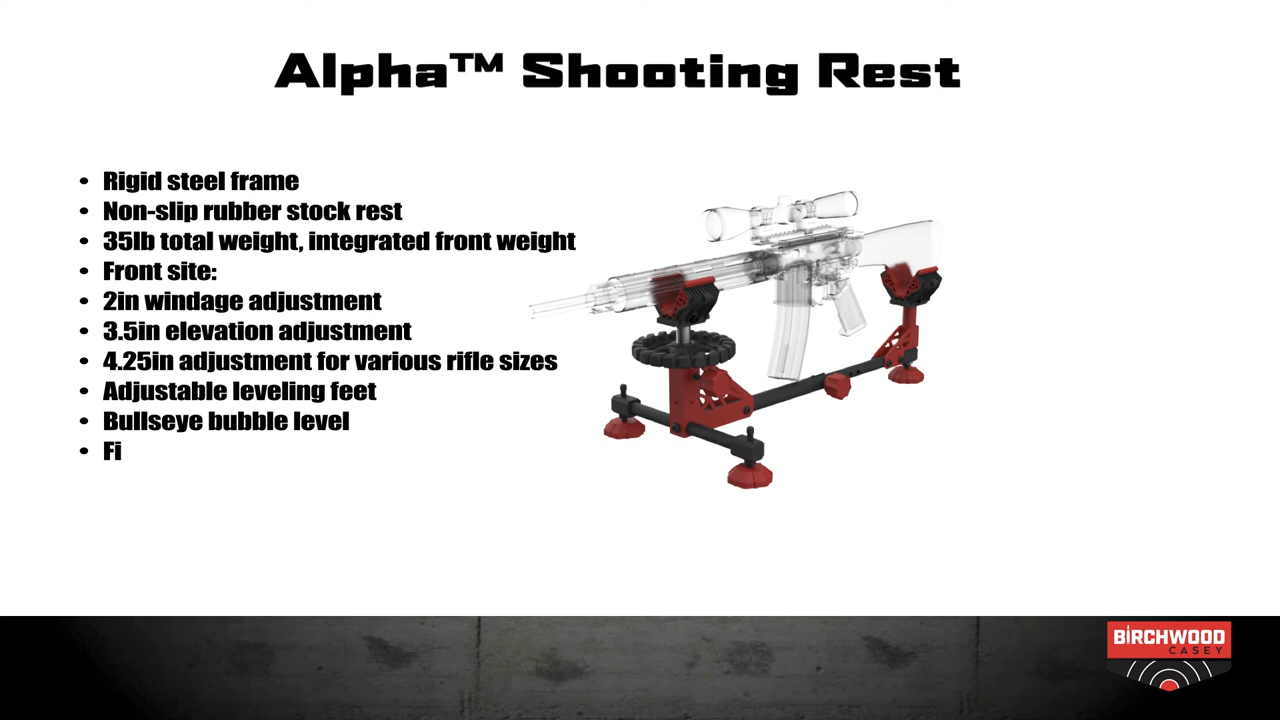 Alpha™ Shooting Rest
• Rigid steel frame
• Non-slip rubber stock rest
• 35lb total weight, integrated front weight
• Front site:
• 2in windage adjustment
• 3.5in elevation adjustment
• 4.25in adjustment for various rifle sizes
• Adjustable leveling feet
• Bullseye bubble level
• Fi
BIRCHWOOD
CASEY